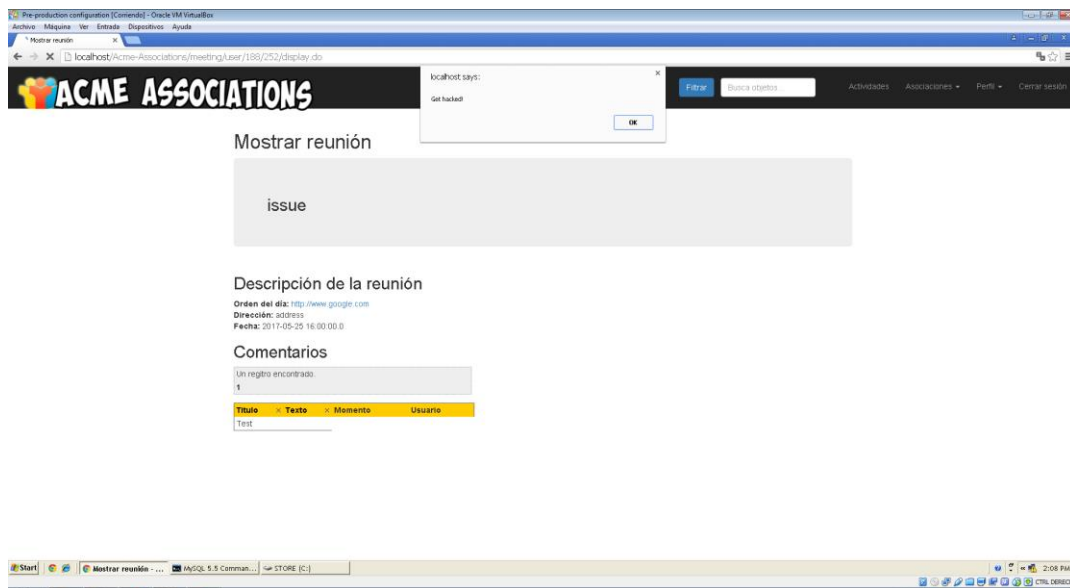 Pre-production configuration [Corriendo] - Oracle VM VirtualBox
Archivo Máquina Ver Entrada Dispositivos Ayuda
Mostrar reunión
localhost/Acme-Associations/meeting/user/188/252/display.do
ACME ASSOCIATIONS
localhost says:
Get hacked!
OK
Filtrar Busca objetos Actividades Asociaciones Perfil Cerrar sesión
Mostrar reunión
issue
Descripción de la reunión
Orden del día: http://www.google.com
Dirección: address
Fecha: 2017-05-25 16:00:00.0
Comentarios
Un regitro encontrado.
1
Titulo Texto Momento Usuario
Test
Start Mostrar reunión - ... MySQL 5.5 Comman... STORE (C:) 2:08 PM
CTRL DERECHO